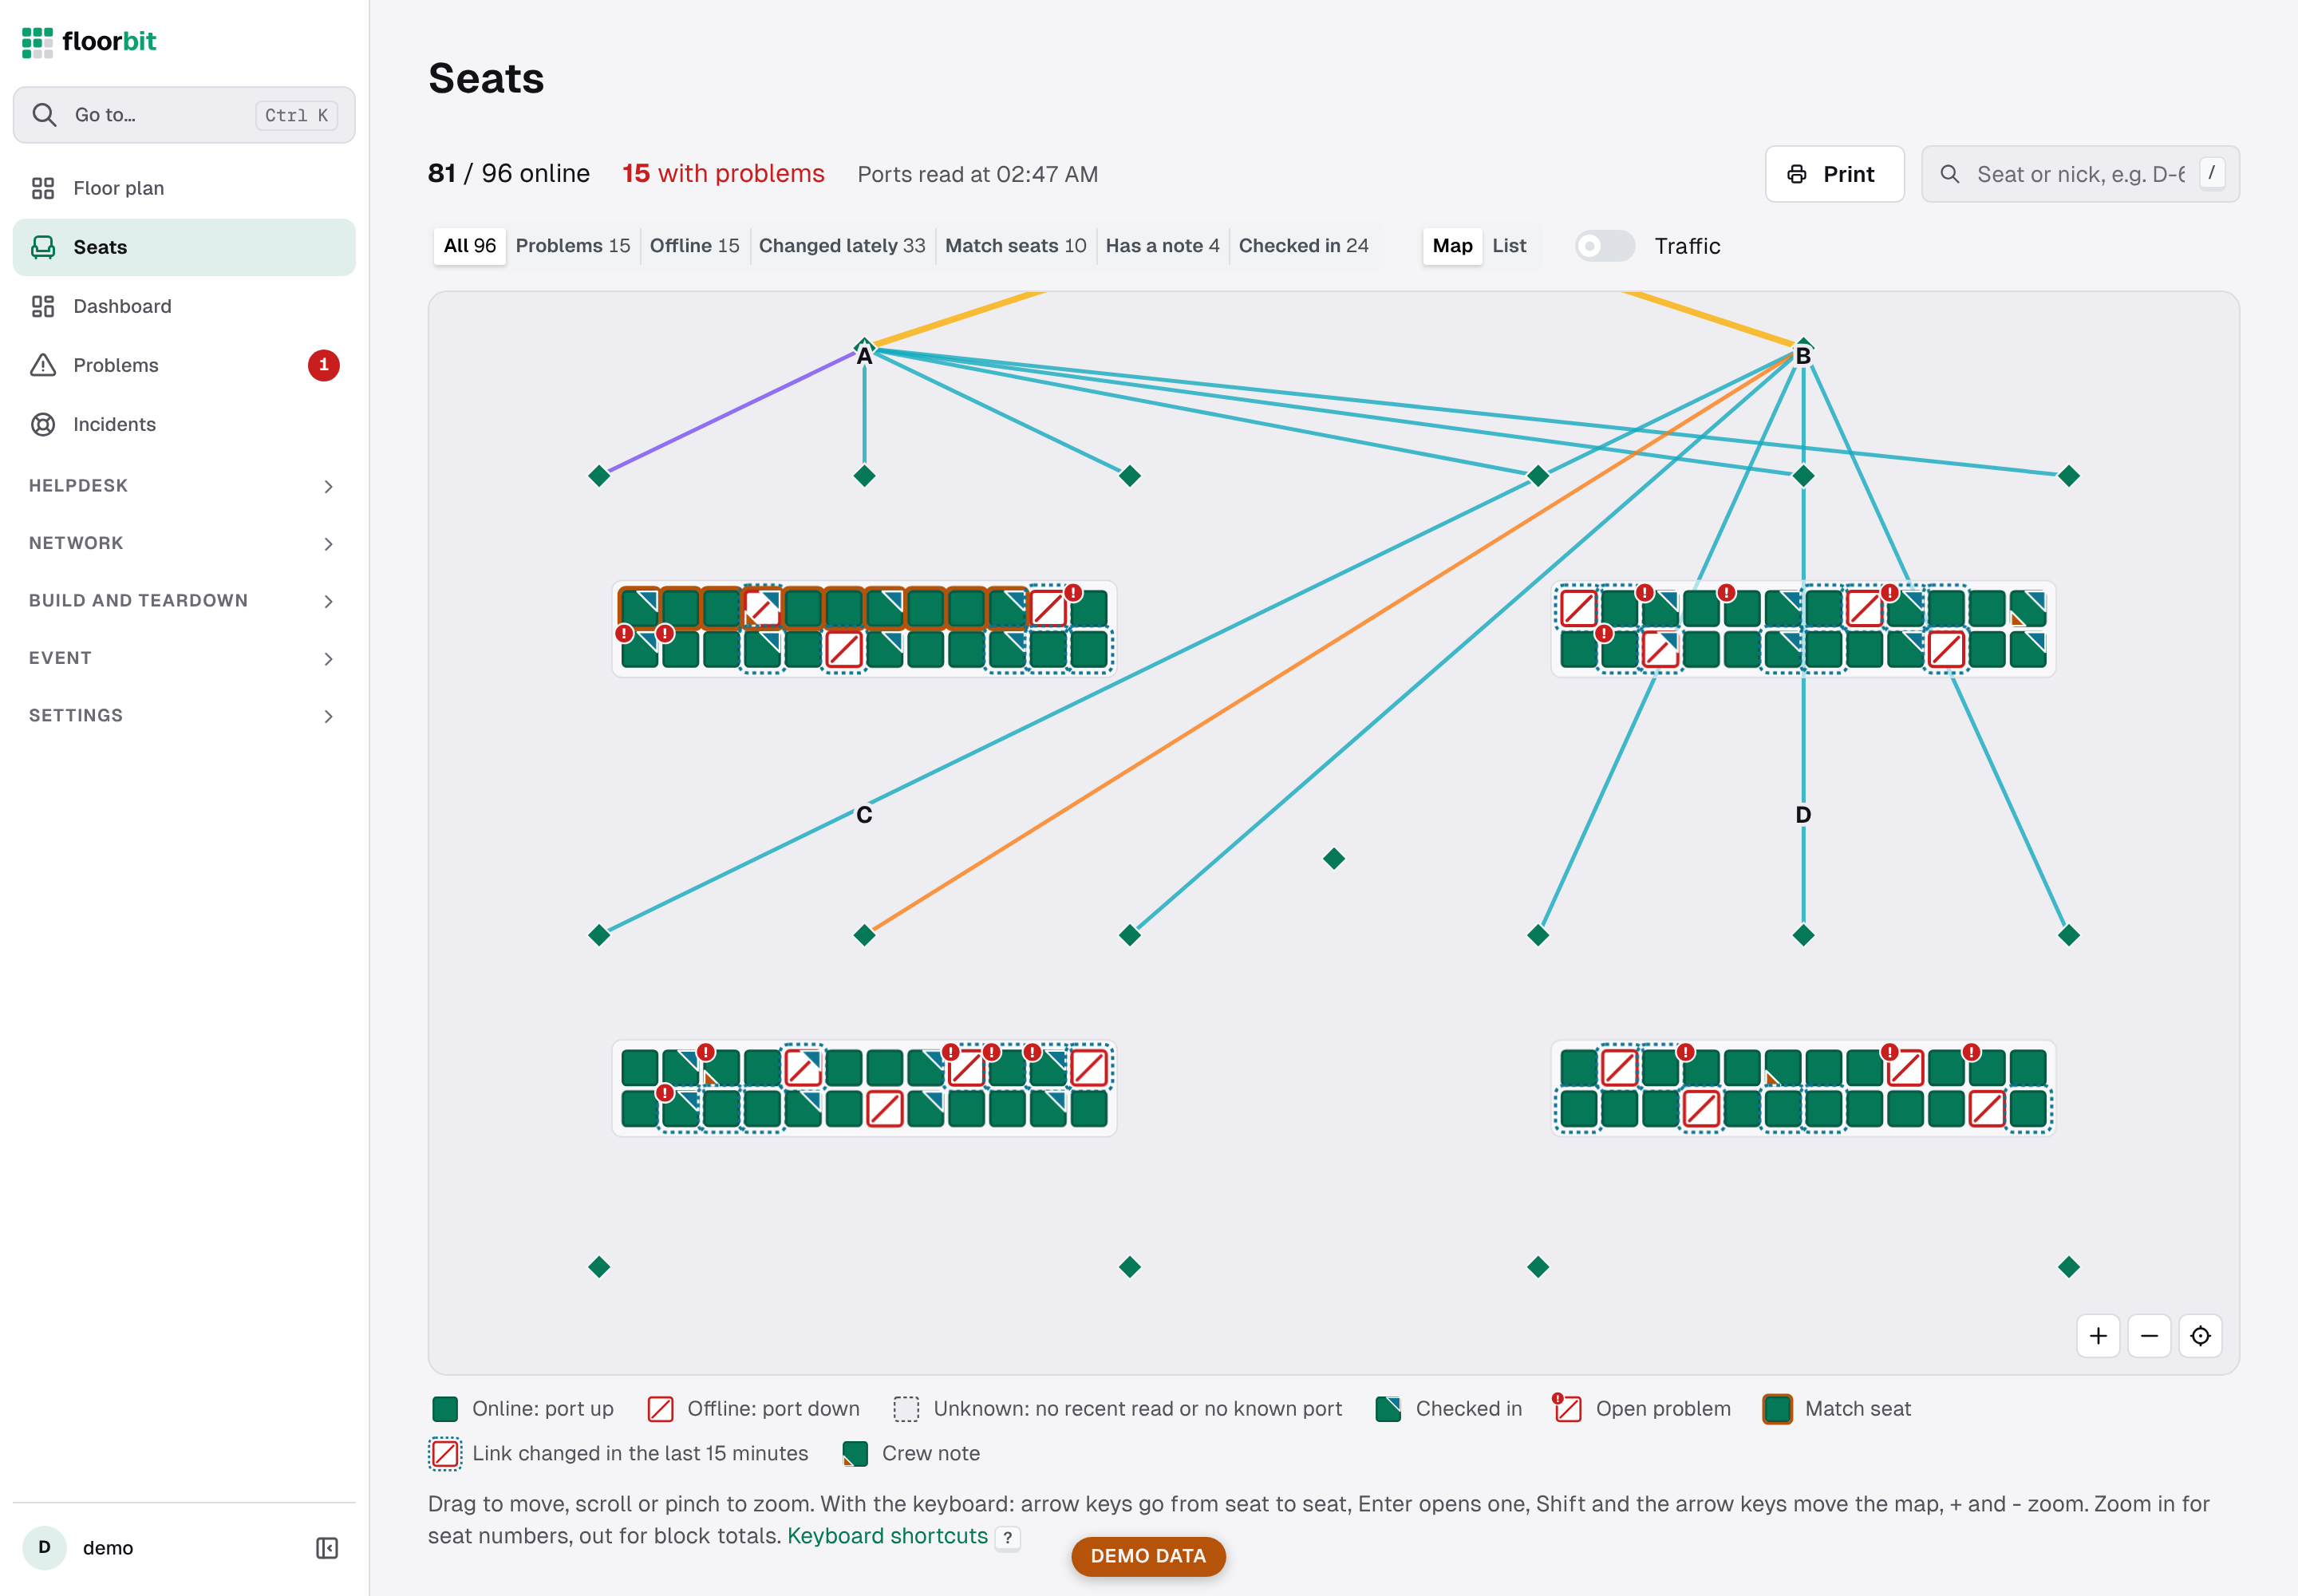 floorbit
Go to... Ctrl K
Floor plan
Seats
Dashboard
Problems 1
Incidents
HELPDESK
NETWORK
BUILD AND TEARDOWN
EVENT
SETTINGS
D demo
Seats
81 / 96 online 15 with problems Ports read at 02:47 AM
Print
Seat or nick, e.g. D-6 /
All 96 Problems 15 Offline 15 Changed lately 33 Match seats 10 Has a note 4 Checked in 24
Map List
Traffic
A B
C D
Online: port up Offline: port down Unknown: no recent read or no known port Checked in Open problem Match seat
Link changed in the last 15 minutes Crew note
Drag to move, scroll or pinch to zoom. With the keyboard: arrow keys go from seat to seat, Enter opens one, Shift and the arrow keys move the map, + and - zoom. Zoom in for
seat numbers, out for block totals. Keyboard shortcuts ?
DEMO DATA